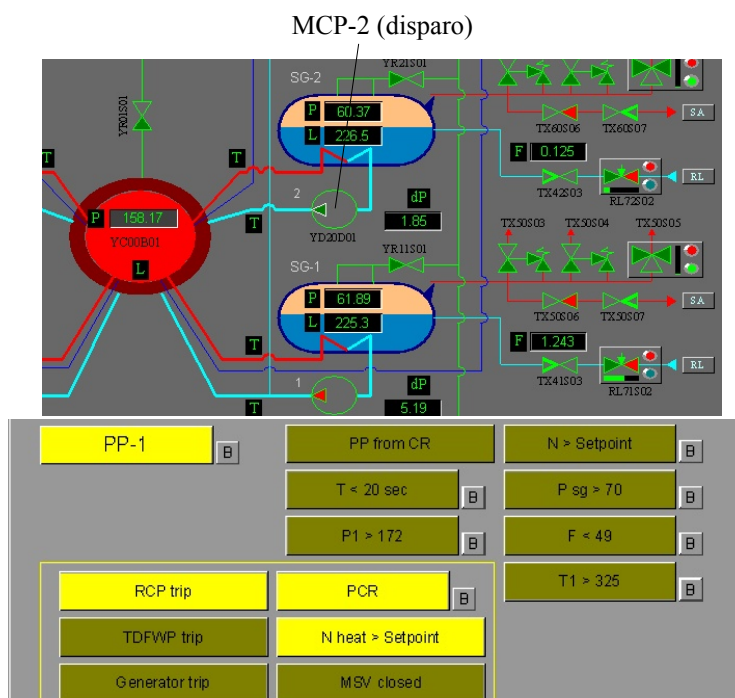 MCP-2 (disparo)
YR21S01
SG-2
P 60.37
L 226.5
YR01S01
TX60S06 TX60S07 SA
F 0.125
TX42S03 RL72S02 RL
T T
2
YD20D01
dP
1.85
T
P 158.17
YC00B01
L
YR11S01
SG-1
TX50S03 TX50S04 TX50S05
P 61.89
L 225.3
TX50S06 TX50S07 SA
F 1.243
TX41S03 RL71S02 RL
T
1
dP
T
5.19
PP-1 B PP from CR N > Setpoint B
T < 20 sec B P sg > 70 B
P1 > 172 B F < 49 B
RCP trip PCR B T1 > 325 B
TDFWP trip N heat > Setpoint
Generator trip MSV closed